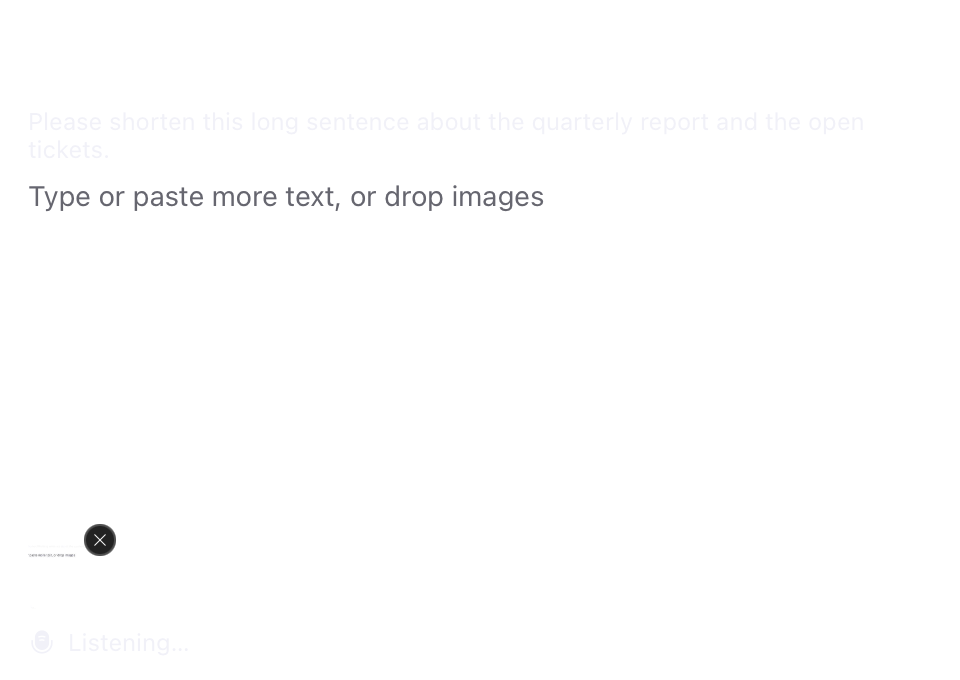 Please shorten this long sentence about the quarterly report and the open
tickets.
Type or paste more text, or drop images
Listening...